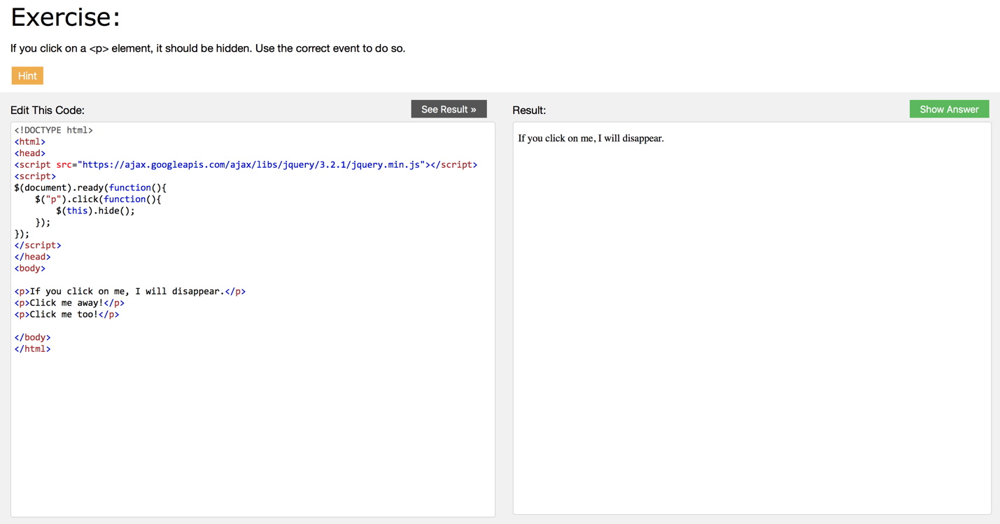 Exercise:
If you click on a <p> element, it should be hidden. Use the correct event to do so.
Hint
Edit This Code:
See Result »
<!DOCTYPE html>
<html>
<head>
<script src="https://ajax.googleapis.com/ajax/libs/jquery/3.2.1/jquery.min.js"></script>
<script>
$(document).ready(function(){
    $("p").click(function(){
        $(this).hide();
    });
});
</script>
</head>
<body>
<p>If you click on me, I will disappear.</p>
<p>Click me away!</p>
<p>Click me too!</p>
</body>
</html>
Result:
Show Answer
If you click on me, I will disappear.